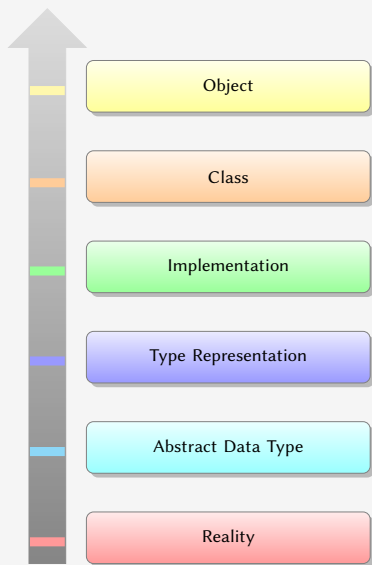 Object
Class
Implementation
Type Representation
Abstract Data Type
Reality